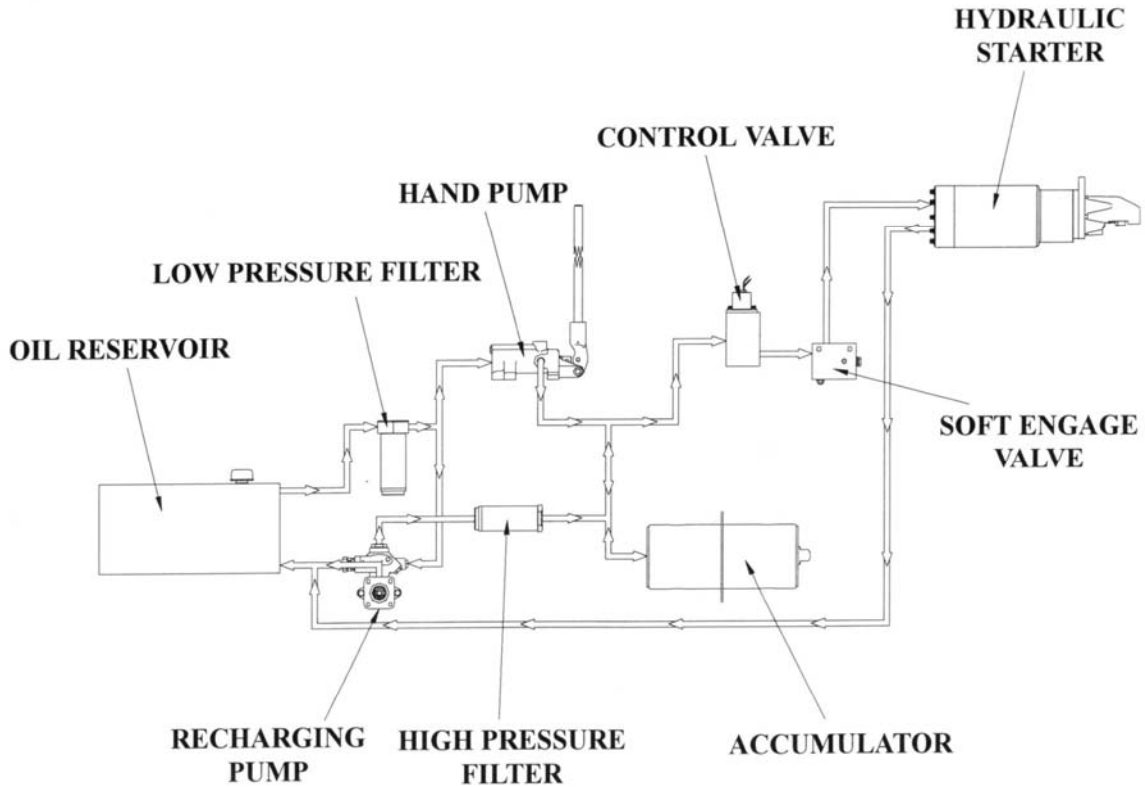 HYDRAULIC
STARTER
CONTROL VALVE
HAND PUMP
LOW PRESSURE FILTER
OIL RESERVOIR
SOFT ENGAGE
VALVE
RECHARGING
PUMP
HIGH PRESSURE
FILTER
ACCUMULATOR